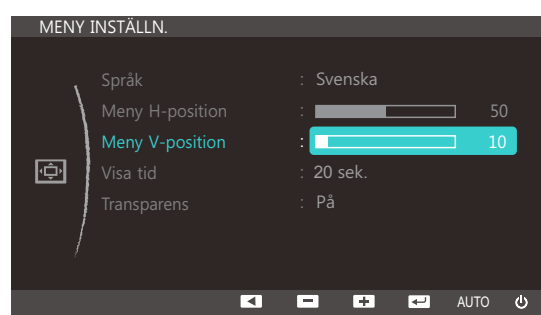 MENY INSTÄLLN.
Språk : Svenska
Meny H-position : 50
Meny V-position : 10
Visa tid : 20 sek.
Transparens : På
AUTO